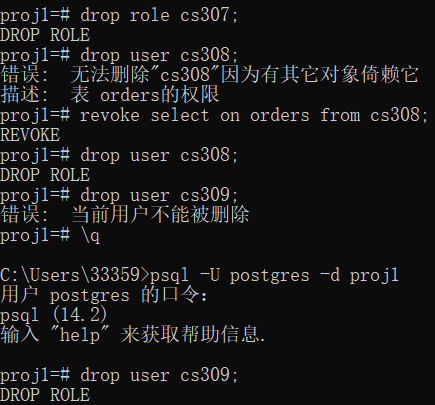 proj1=# drop role cs307;
DROP ROLE
proj1=# drop user cs308;
错误:  无法删除"cs308"因为有其它对象倚赖它
描述:  表 orders的权限
proj1=# revoke select on orders from cs308;
REVOKE
proj1=# drop user cs308;
DROP ROLE
proj1=# drop user cs309;
错误:  当前用户不能被删除
proj1=# \q
C:\Users\33359>psql -U postgres -d proj1
用户 postgres 的口令:
psql (14.2)
输入 "help" 来获取帮助信息.
proj1=# drop user cs309;
DROP ROLE